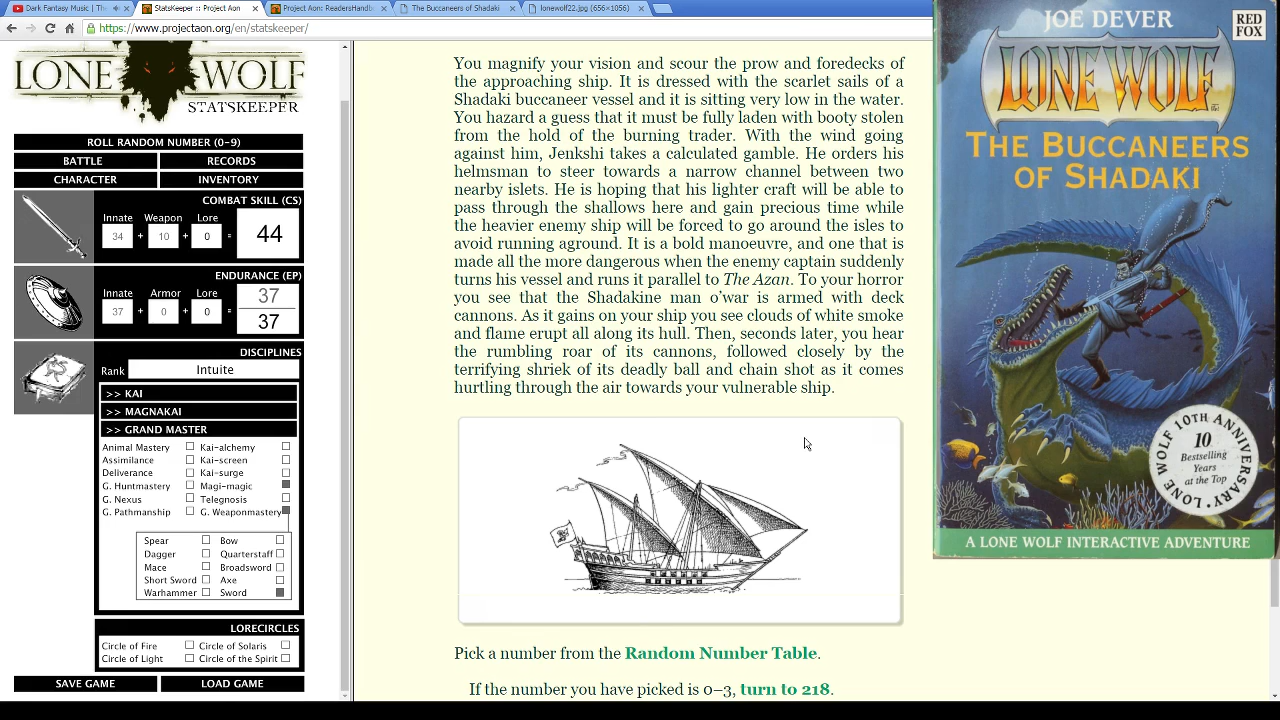 Dark Fantasy Music | The
StatsKeeper :: Project Aon
Project Aon: ReadersHandb
The Buccaneers of Shadaki
lonewolf22.jpg (656×1056)
https://www.projectaon.org/en/statskeeper/
LONE WOLF
STATSKEEPER
ROLL RANDOM NUMBER (0-9)
BATTLE RECORDS
CHARACTER INVENTORY
COMBAT SKILL (CS)
Innate Weapon Lore
34 + 10 + 0 = 44
ENDURANCE (EP)
Innate Armor Lore
37
37 + 0 + 0 = 37
DISCIPLINES
Rank Intuite
>> KAI
>> MAGNAKAI
>> GRAND MASTER
Animal Mastery Kai-alchemy
Assimilance Kai-screen
Deliverance Kai-surge
G. Huntmastery Magi-magic
G. Nexus Telegnosis
G. Pathmanship G. Weaponmastery
Spear Bow
Dagger Quarterstaff
Mace Broadsword
Short Sword Axe
Warhammer Sword
LORECIRCLES
Circle of Fire Circle of Solaris
Circle of Light Circle of the Spirit
SAVE GAME LOAD GAME
You magnify your vision and scour the prow and foredecks of
the approaching ship. It is dressed with the scarlet sails of a
Shadaki buccaneer vessel and it is sitting very low in the water.
You hazard a guess that it must be fully laden with booty stolen
from the hold of the burning trader. With the wind going
against him, Jenkshi takes a calculated gamble. He orders his
helmsman to steer towards a narrow channel between two
nearby islets. He is hoping that his lighter craft will be able to
pass through the shallows here and gain precious time while
the heavier enemy ship will be forced to go around the isles to
avoid running aground. It is a bold manoeuvre, and one that is
made all the more dangerous when the enemy captain suddenly
turns his vessel and runs it parallel to The Azan. To your horror
you see that the Shadakine man o’war is armed with deck
cannons. As it gains on your ship you see clouds of white smoke
and flame erupt all along its hull. Then, seconds later, you hear
the rumbling roar of its cannons, followed closely by the
terrifying shriek of its deadly ball and chain shot as it comes
hurtling through the air towards your vulnerable ship.
Pick a number from the Random Number Table.
If the number you have picked is 0–3, turn to 218.
JOE DEVER
RED
FOX
LONE WOLF
THE BUCCANEERS
OF SHADAKI
LONE WOLF 10TH ANNIVERSARY
10
Bestselling
Years
at the Top
A LONE WOLF INTERACTIVE ADVENTURE